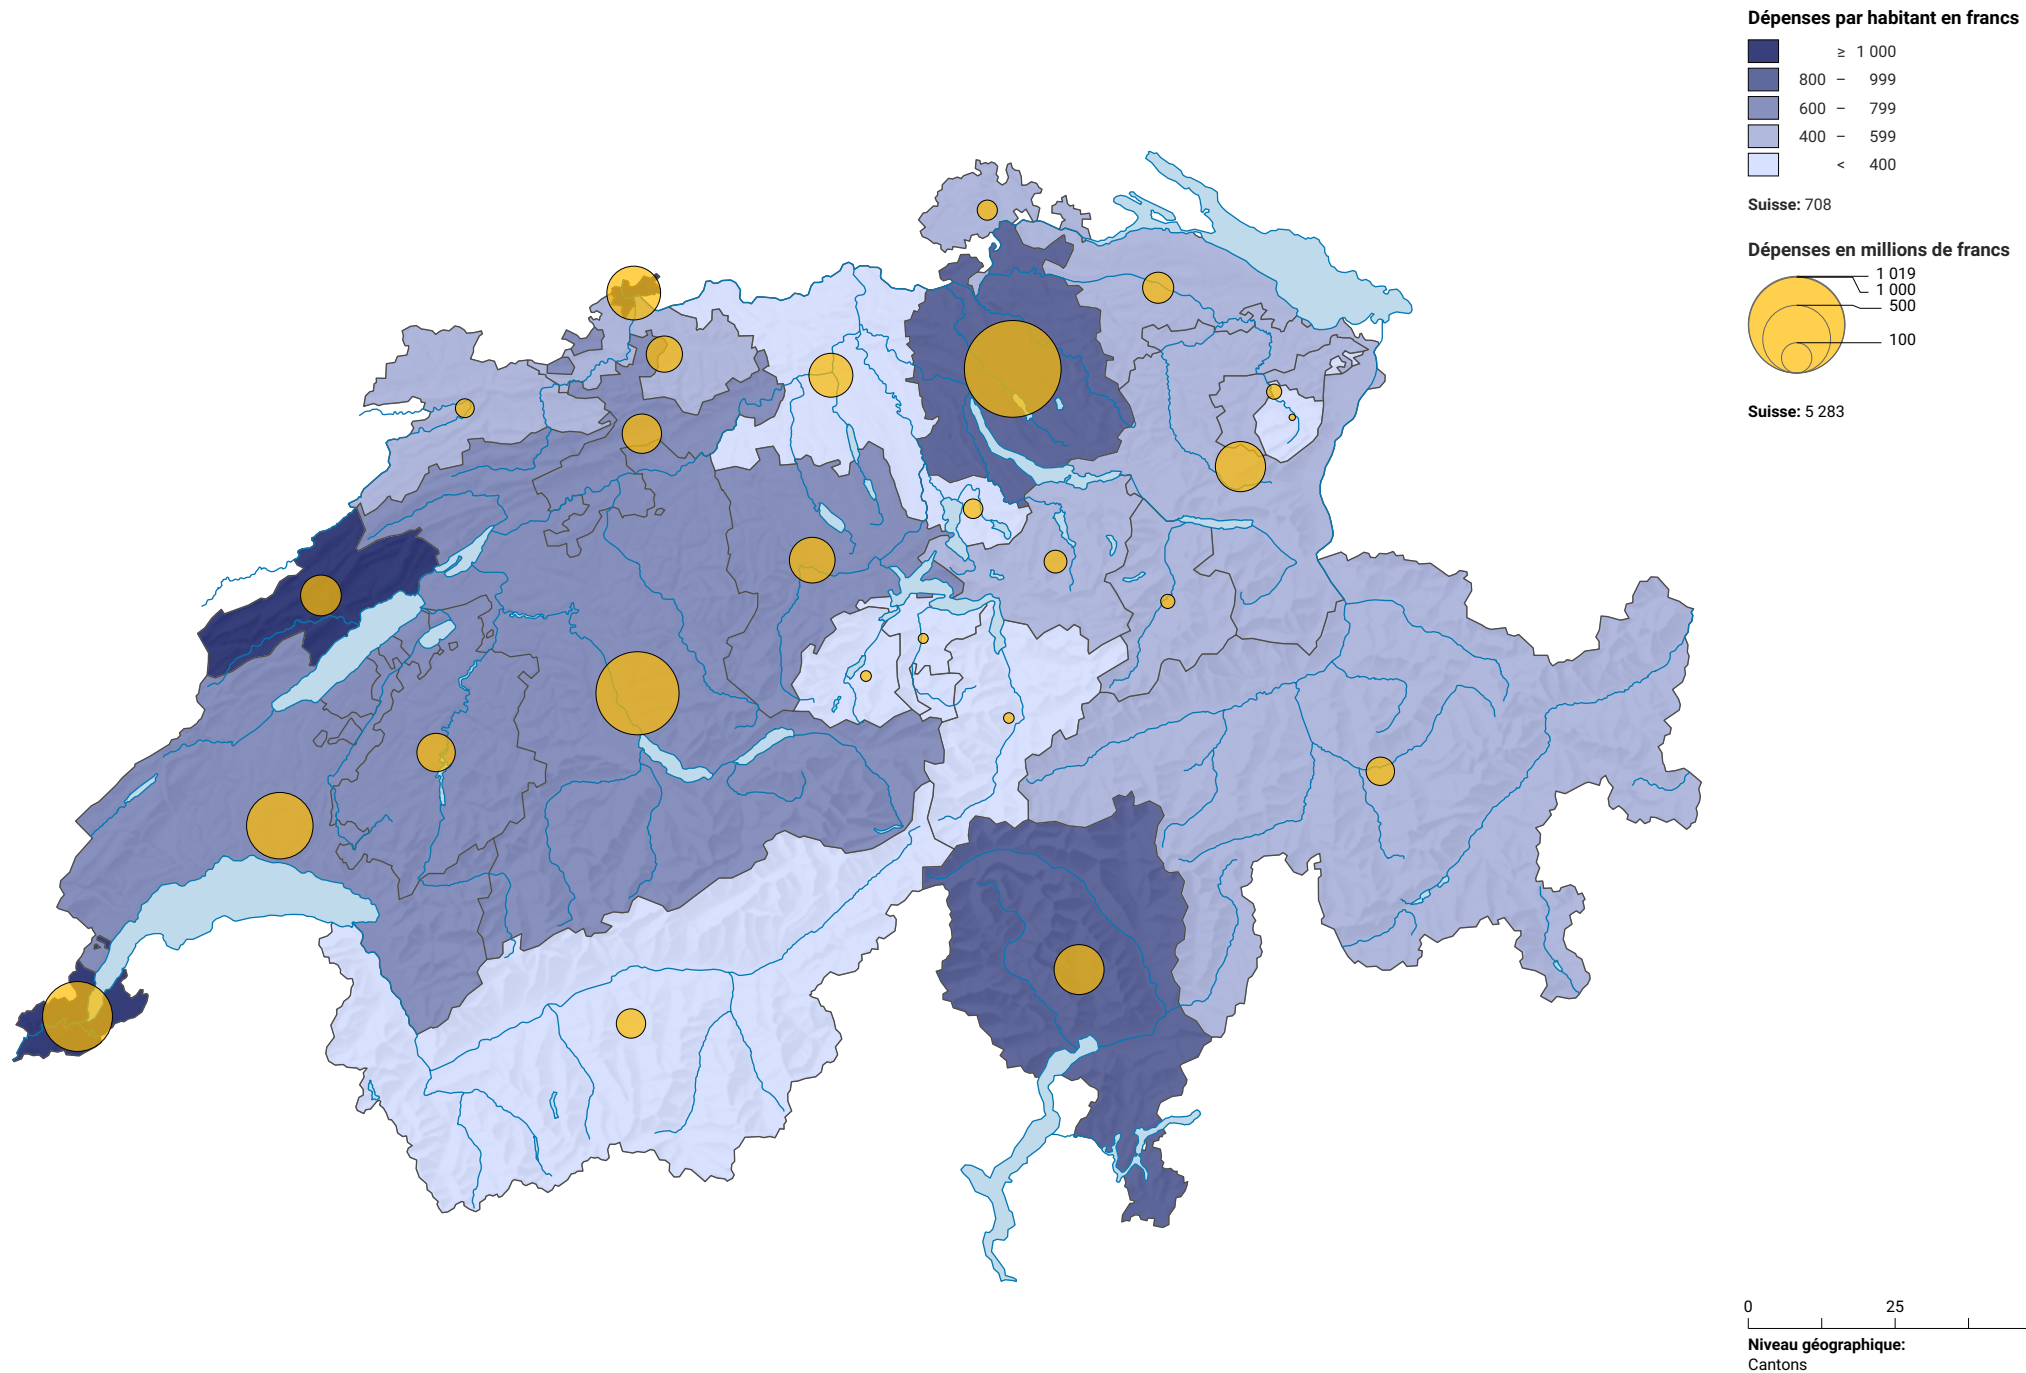 Dépenses par habitant en francs
≥ 1 000
800 – 999
600 – 799
400 – 599
< 400
Suisse: 708
Dépenses en millions de francs
1 019
1 000
500
100
Suisse: 5 283
0 25
Niveau géographique:
Cantons